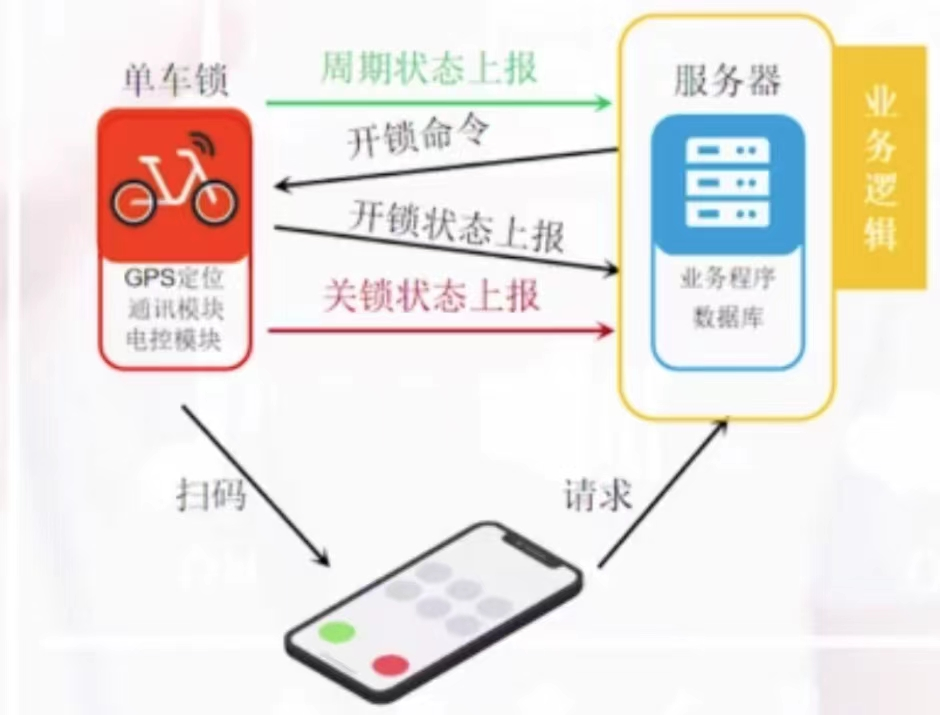 单车锁
周期状态上报
服务器
业务逻辑
开锁命令
开锁状态上报
GPS定位
通讯模块
电控模块
关锁状态上报
业务程序
数据库
扫码
请求